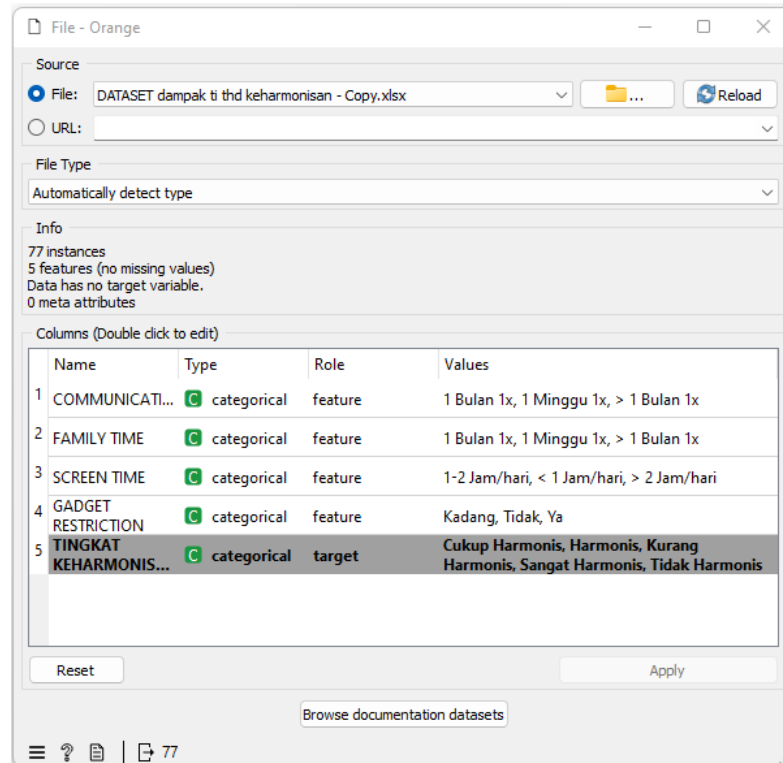 File - Orange
Source
File: DATASET dampak ti thd keharmonisan - Copy.xlsx ... Reload
URL:
File Type
Automatically detect type
Info
77 instances
5 features (no missing values)
Data has no target variable.
0 meta attributes
Columns (Double click to edit)
Name Type Role Values
1 COMMUNICATI... C categorical feature 1 Bulan 1x, 1 Minggu 1x, > 1 Bulan 1x
2 FAMILY TIME C categorical feature 1 Bulan 1x, 1 Minggu 1x, > 1 Bulan 1x
3 SCREEN TIME C categorical feature 1-2 Jam/hari, < 1 Jam/hari, > 2 Jam/hari
4 GADGET
RESTRICTION C categorical feature Kadang, Tidak, Ya
5 TINGKAT
KEHARMONIS... C categorical target Cukup Harmonis, Harmonis, Kurang
Harmonis, Sangat Harmonis, Tidak Harmonis
Reset Apply
Browse documentation datasets
? 77